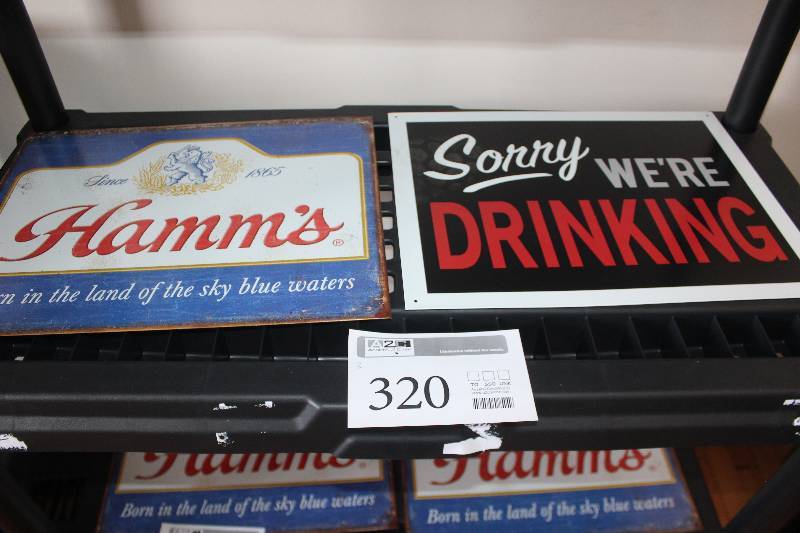 Since 1865
Hamm's ®
n in the land of the sky blue waters
Sorry
WE'RE
DRINKING
320
Hamm's
Born in the land of the sky blue waters
Hamm's
Born in the land of the sky blue waters